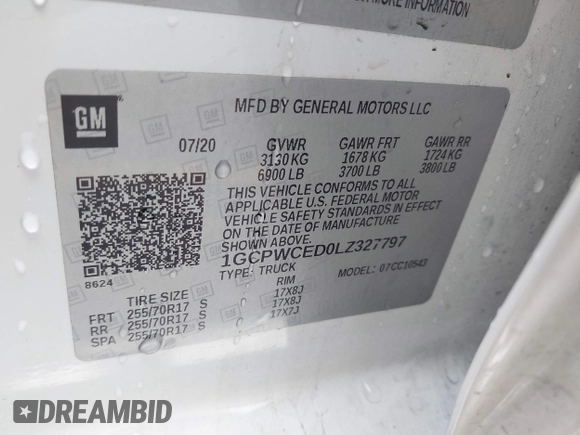 MORE INFORMATION
GM
MFD BY GENERAL MOTORS LLC
07/20 GVWR GAWR FRT GAWR RR
3130 KG 1678 KG 1724 KG
6900 LB 3700 LB 3800 LB
THIS VEHICLE CONFORMS TO ALL
APPLICABLE U.S. FEDERAL MOTOR
VEHICLE SAFETY STANDARDS IN EFFECT
ON THE DATE OF MANUFACTURE
SHOWN ABOVE.
1GCPWCED0LZ327797
8624
TYPE: TRUCK MODEL: 07CC10543
TIRE SIZE RIM
FRT 255/70R17 S 17X8J
RR 255/70R17 S 17X8J
SPA 255/70R17 S 17X7J
DREAMBID